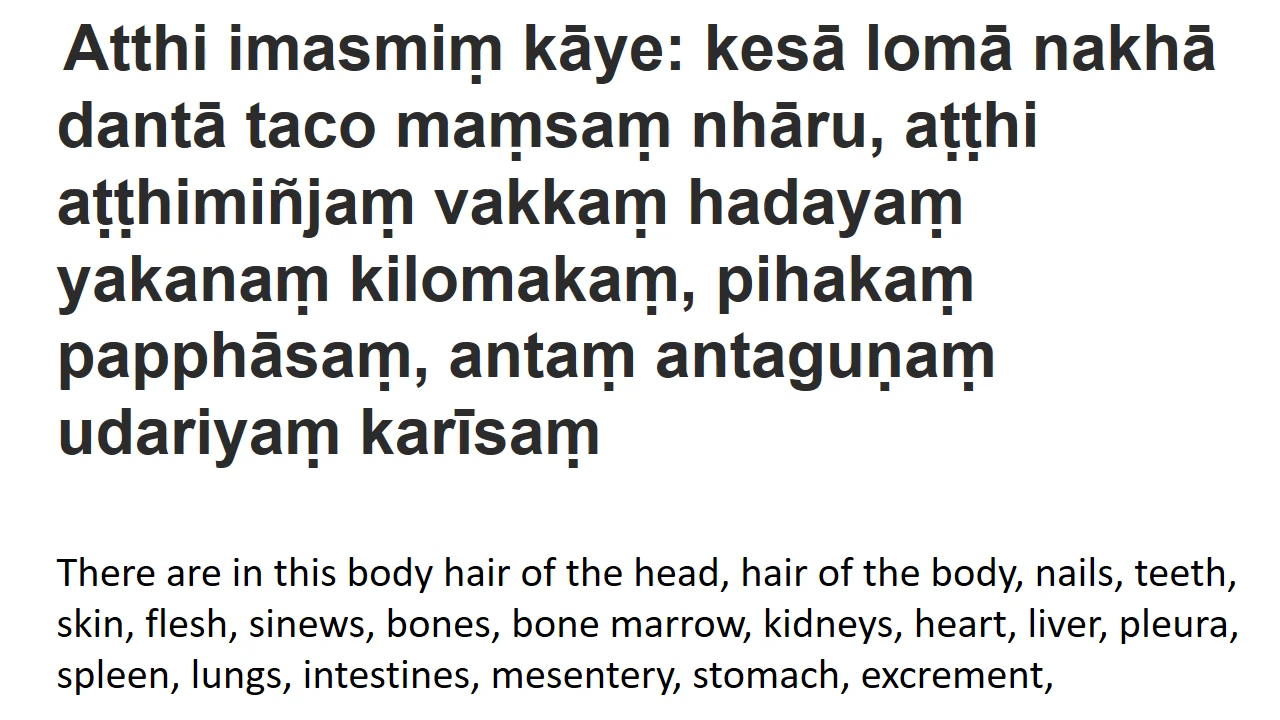 Atthi imasmiṃ kāye: kesā lomā nakhā
dantā taco maṃsaṃ nhāru, aṭṭhi
aṭṭhimiñjaṃ vakkaṃ hadayaṃ
yakanaṃ kilomakaṃ, pihakaṃ
papphāsaṃ, antaṃ antaguṇaṃ
udariyaṃ karīsaṃ
There are in this body hair of the head, hair of the body, nails, teeth,
skin, flesh, sinews, bones, bone marrow, kidneys, heart, liver, pleura,
spleen, lungs, intestines, mesentery, stomach, excrement,